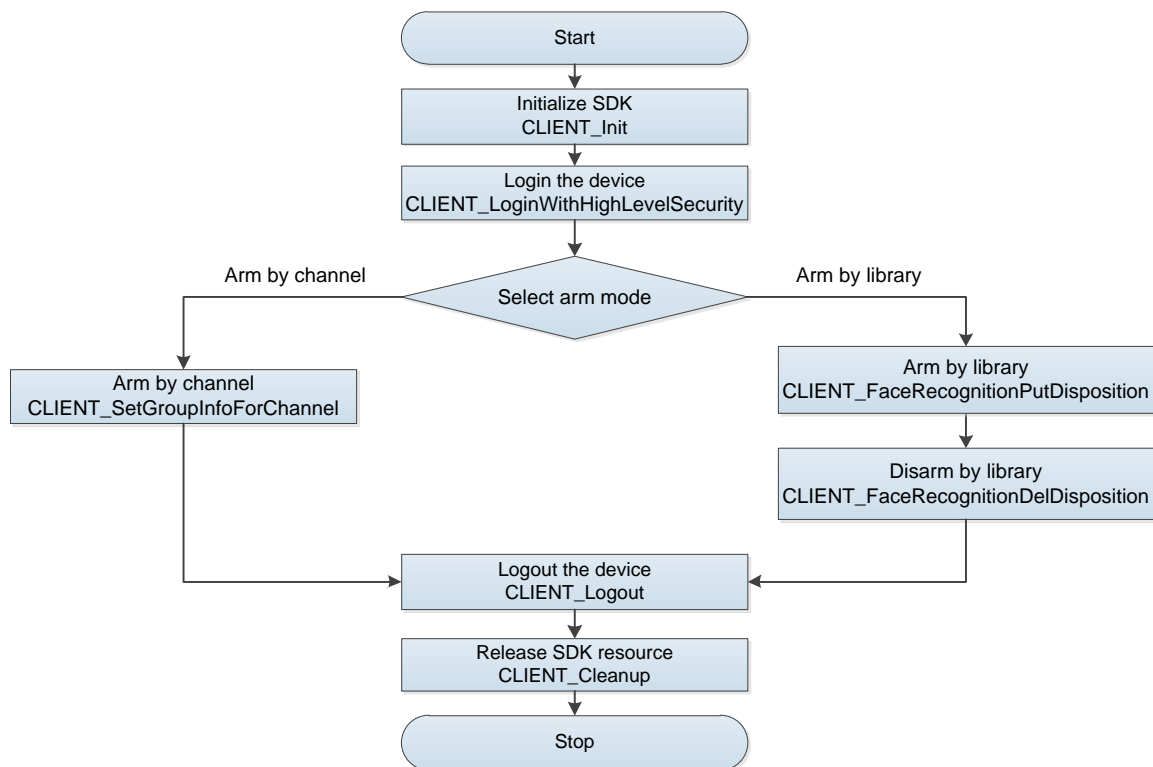 Start
Initialize SDK
CLIENT_Init
Login the device
CLIENT_LoginWithHighLevelSecurity
Arm by channel
Arm by library
Select arm mode
Arm by channel
CLIENT_SetGroupInfoForChannel
Arm by library
CLIENT_FaceRecognitionPutDisposition
Disarm by library
CLIENT_FaceRecognitionDelDisposition
Logout the device
CLIENT_Logout
Release SDK resource
CLIENT_Cleanup
Stop